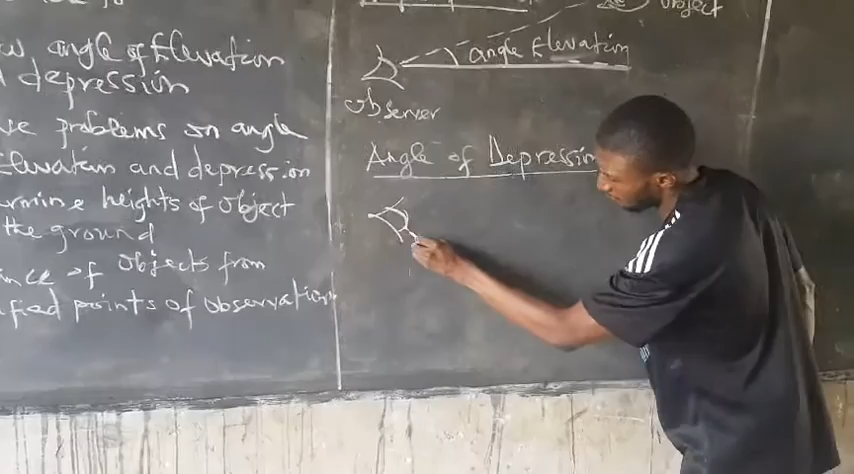 angle of Elevation
depression
problems on angle
Elevation and depression
heights of Object
the ground
of Objects from
points of observation
Object
angle Elevation
Observer
Angle of Depression